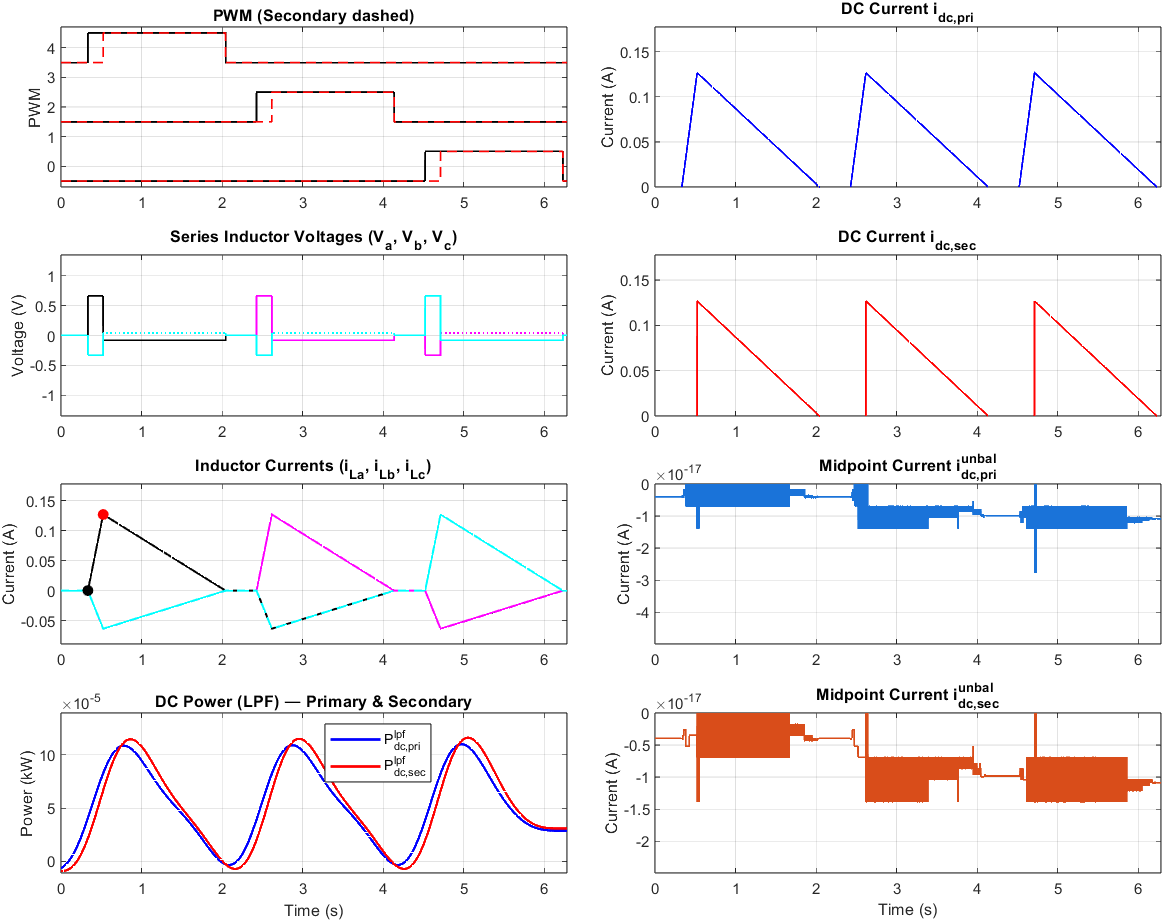 PWM (Secondary dashed)
PWM
4
3
2
1
0
0 1 2 3 4 5 6
DC Current i_dc,pri
Current (A)
0.15
0.1
0.05
0
0 1 2 3 4 5 6
Series Inductor Voltages (V_a, V_b, V_c)
Voltage (V)
1
0.5
0
-0.5
-1
0 1 2 3 4 5 6
DC Current i_dc,sec
Current (A)
0.15
0.1
0.05
0
0 1 2 3 4 5 6
Inductor Currents (i_La, i_Lb, i_Lc)
Current (A)
0.15
0.1
0.05
0
-0.05
0 1 2 3 4 5 6
Midpoint Current i^unbal_dc,pri
×10^-17
Current (A)
0
-1
-2
-3
-4
0 1 2 3 4 5 6
DC Power (LPF) — Primary & Secondary
×10^-5
Power (kW)
10
5
0
P^lpf_dc,pri
P^lpf_dc,sec
0 1 2 3 4 5 6
Time (s)
Midpoint Current i^unbal_dc,sec
×10^-17
Current (A)
0
-0.5
-1
-1.5
-2
0 1 2 3 4 5 6
Time (s)